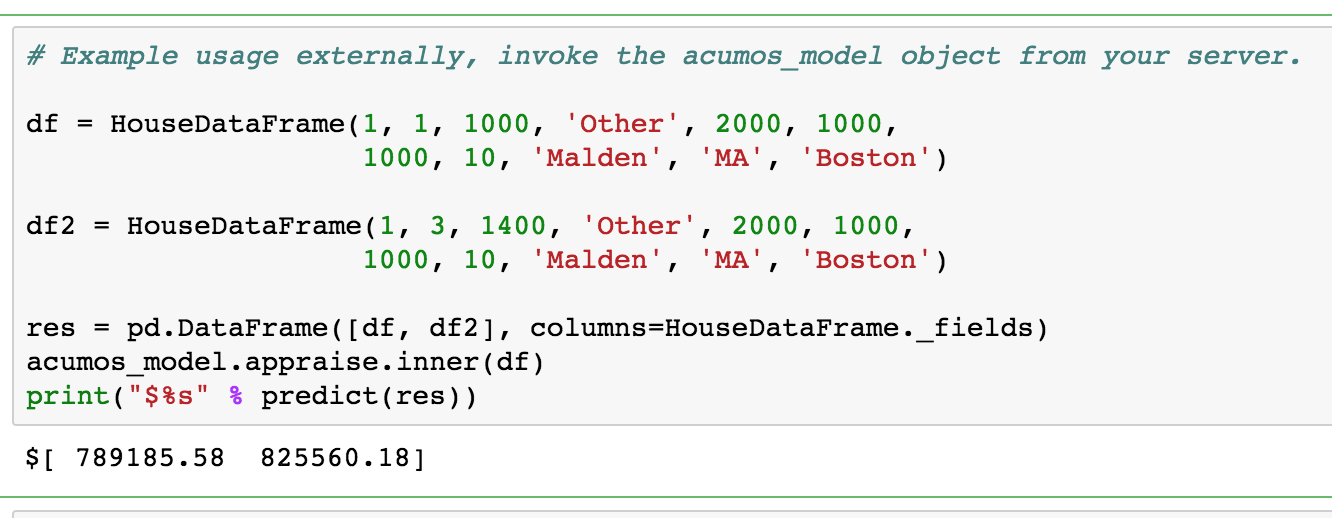 # Example usage externally, invoke the acumos_model object from your server.
df = HouseDataFrame(1, 1, 1000, 'Other', 2000, 1000,
1000, 10, 'Malden', 'MA', 'Boston')
df2 = HouseDataFrame(1, 3, 1400, 'Other', 2000, 1000,
1000, 10, 'Malden', 'MA', 'Boston')
res = pd.DataFrame([df, df2], columns=HouseDataFrame._fields)
acumos_model.appraise.inner(df)
print("$%s" % predict(res))
$[ 789185.58  825560.18]